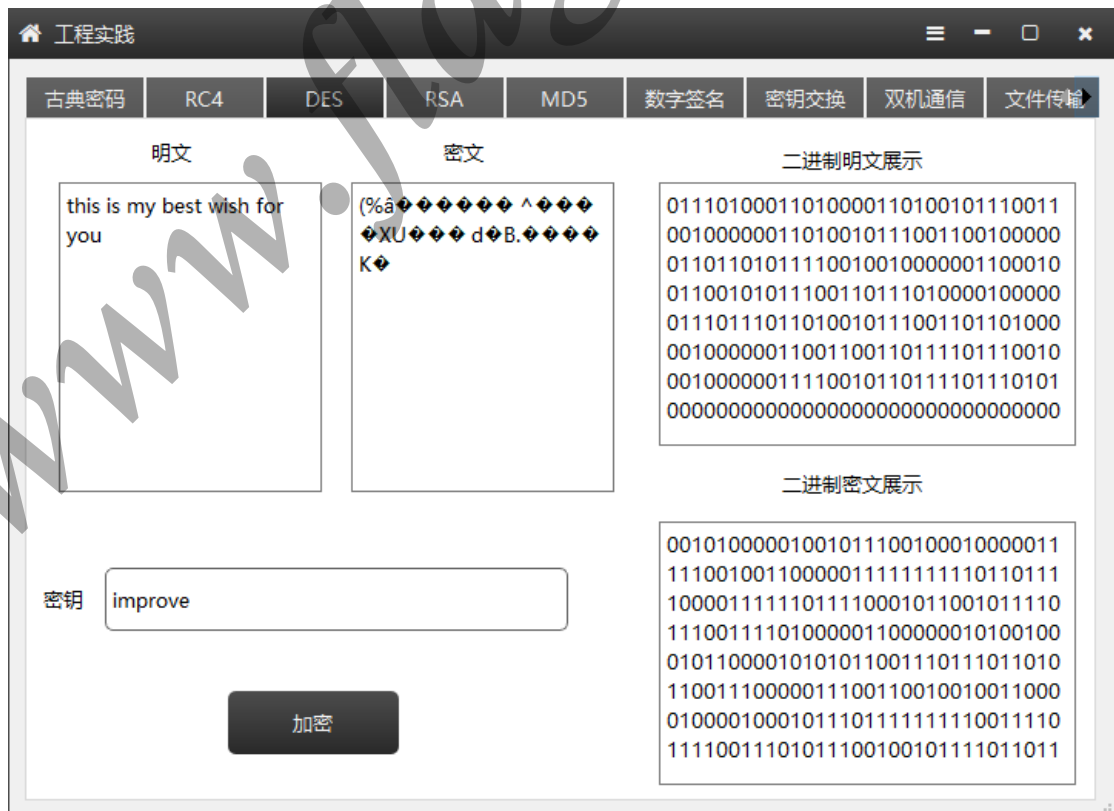 工程实践
古典密码 RC4 DES RSA MD5 数字签名 密钥交换 双机通信 文件传输
明文
密文
二进制明文展示
this is my best wish for
you
(%â������ ^���
�XU��� d�B.����
K�
01110100011010000110100101110011
00100000011010010111001100100000
01101101011110010010000001100010
01100101011100110111010000100000
01110111011010010111001101101000
00100000011001100110111101110010
00100000011110010110111101110101
00000000000000000000000000000000
二进制密文展示
00101000001001011100100010000011
11100100110000011111111110110111
10000111111011110001011001011110
11100111101000001100000010100100
01011000010101011001110111011010
11001110000011100110010010011000
01000010001011101111111110011110
11110011101011100100101111011011
密钥
improve
加密